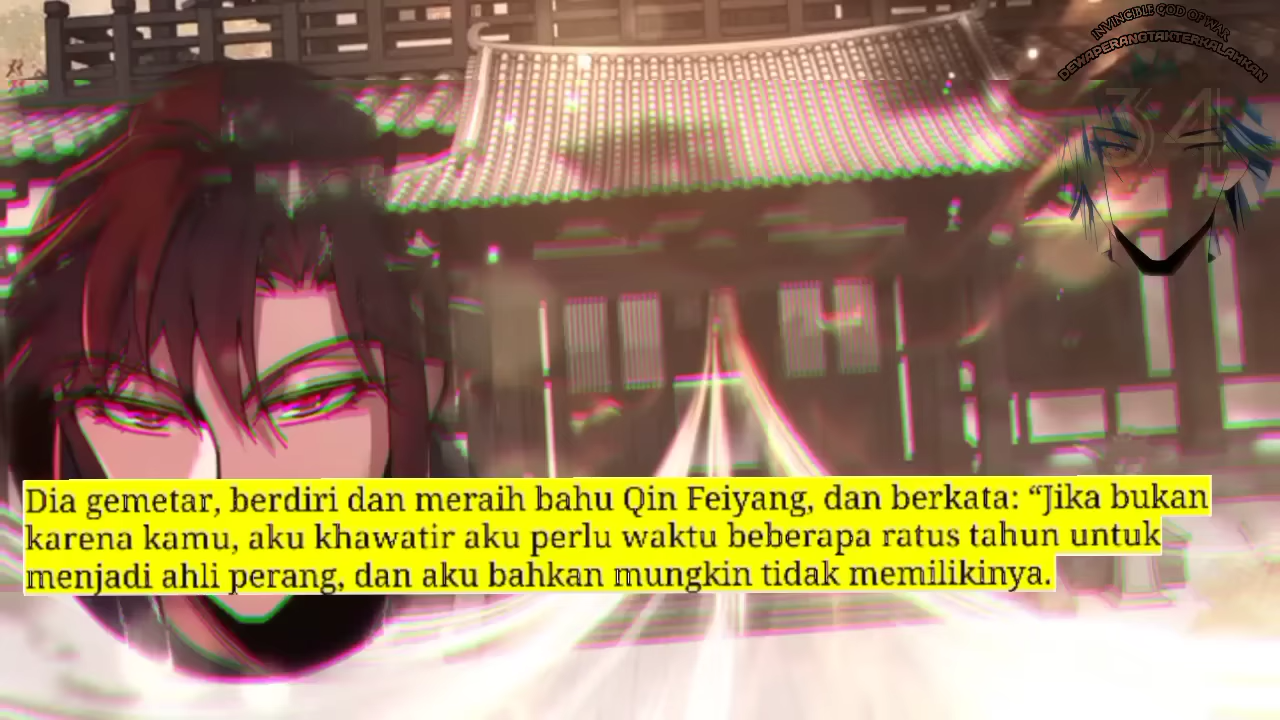 INVINCIBLE GOD OF WAR
DEWAPERANGTAKTERKALAHKAN
34
Dia gemetar, berdiri dan meraih bahu Qin Feiyang, dan berkata: “Jika bukan
karena kamu, aku khawatir aku perlu waktu beberapa ratus tahun untuk
menjadi ahli perang, dan aku bahkan mungkin tidak memilikinya.